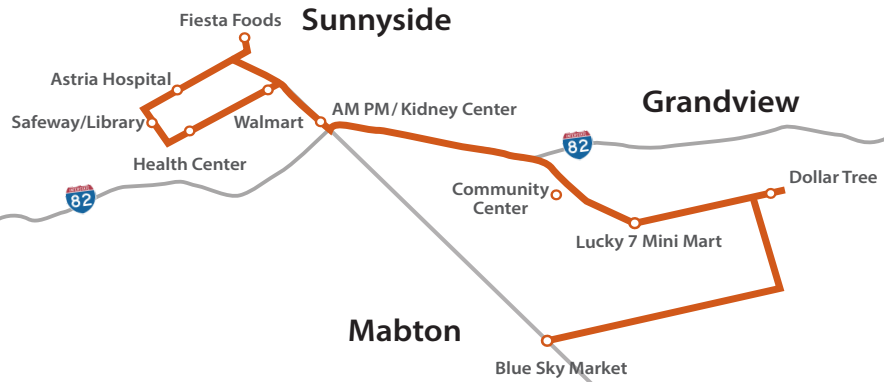 Fiesta Foods
Sunnyside
Astria Hospital
Safeway/Library
Walmart
AM PM/ Kidney Center
Health Center
Grandview
82
82
Community
Center
Dollar Tree
Lucky 7 Mini Mart
Mabton
Blue Sky Market